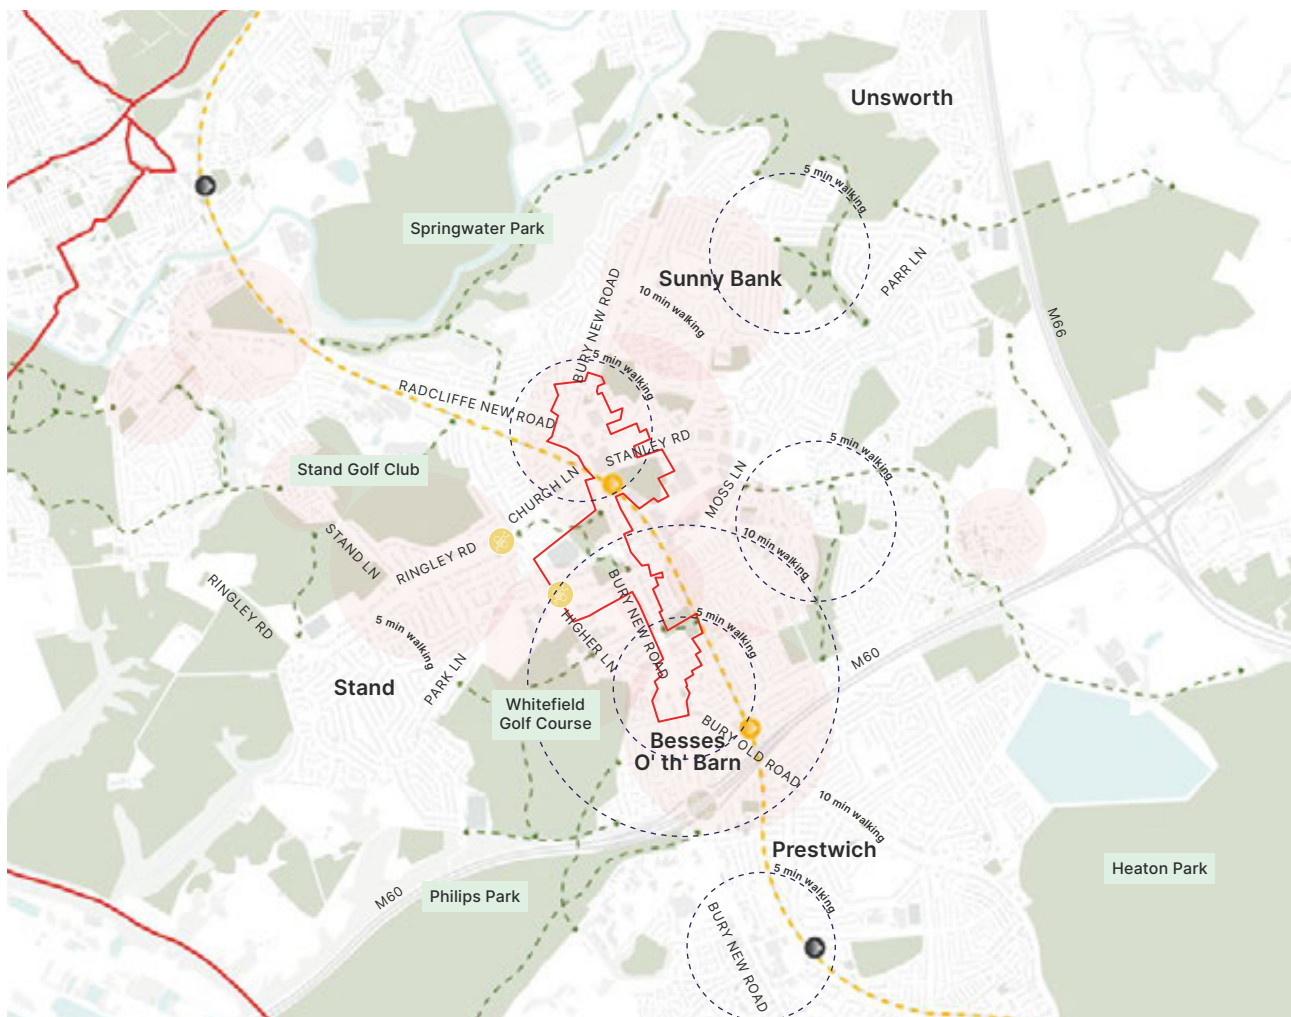 Unsworth
5 min walking
Springwater Park
PARR LN
Sunny Bank
10 min walking
BURY NEW ROAD
M66
5 min walking
RADCLIFFE NEW ROAD
STANLEY RD
5 min walking
Stand Golf Club
CHURCH LN
MOSS LN
STAND LN
RINGLEY RD
10 min walking
RINGLEY RD
BURY NEW ROAD
HIGHER LN
5 min walking
5 min walking
PARK LN
M60
Stand
Whitefield
Golf Course
BURY OLD ROAD
Besses
O' th' Barn
10 min walking
Prestwich
Heaton Park
5 min walking
M60
Philips Park
BURY NEW ROAD